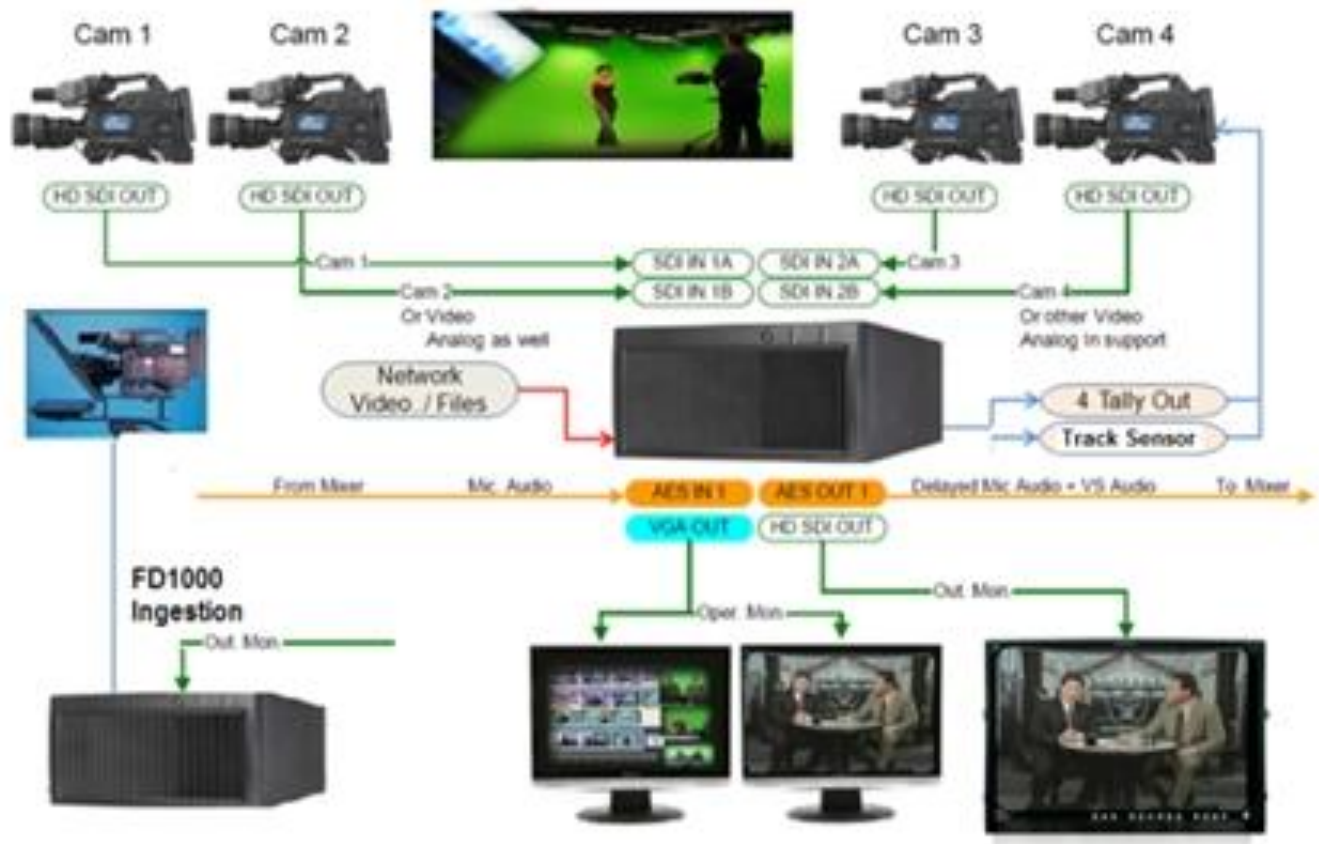 Cam 1
Cam 2
Cam 3
Cam 4
HD SDI OUT
HD SDI OUT
HD SDI OUT
HD SDI OUT
Cam 1
SDI IN 1A
SDI IN 2A
Cam 3
Cam 2
SDI IN 1B
SDI IN 2B
Cam 4
Or Video
Analog as well
Or other Video
Analog In support
Network
Video / Files
4 Tally Out
Track Sensor
From Mixer
Mic. Audio
AES IN 1
AES OUT 1
Delayed Mic Audio + VS Audio
To Mixer
VGA OUT
HD SDI OUT
FD1000
Ingestion
Out. Mon.
Oper. Mon.
Out. Mon.